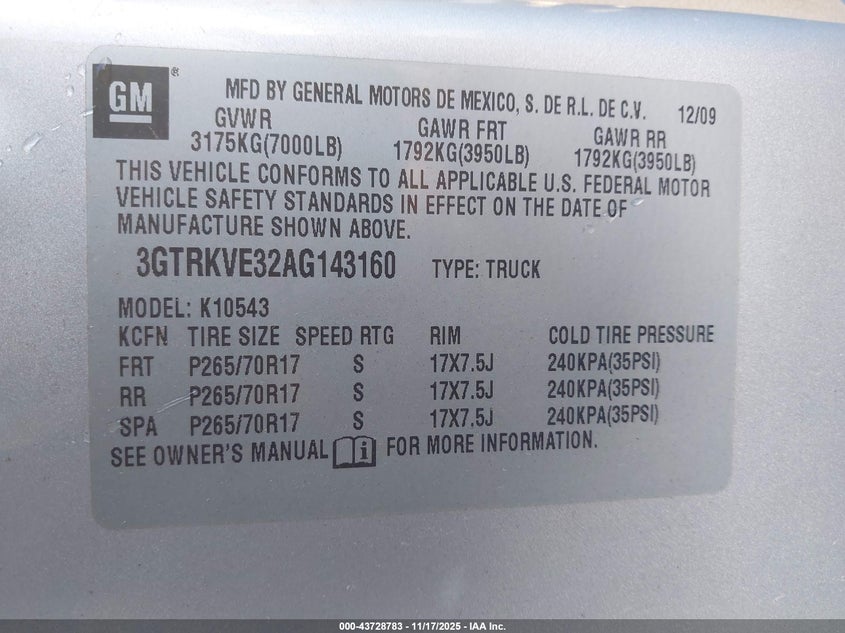 GM ®
MFD BY GENERAL MOTORS DE MEXICO, S. DE R.L. DE C.V. 12/09
GVWR GAWR FRT GAWR RR
3175KG(7000LB) 1792KG(3950LB) 1792KG(3950LB)
THIS VEHICLE CONFORMS TO ALL APPLICABLE U.S. FEDERAL MOTOR
VEHICLE SAFETY STANDARDS IN EFFECT ON THE DATE OF
MANUFACTURE SHOWN ABOVE.
3GTRKVE32AG143160 TYPE: TRUCK
MODEL: K10543
KCFN TIRE SIZE SPEED RTG RIM COLD TIRE PRESSURE
FRT P265/70R17 S 17X7.5J 240KPA(35PSI)
RR P265/70R17 S 17X7.5J 240KPA(35PSI)
SPA P265/70R17 S 17X7.5J 240KPA(35PSI)
SEE OWNER'S MANUAL i FOR MORE INFORMATION.
000-43728783 - 11/17/2025 - IAA Inc.